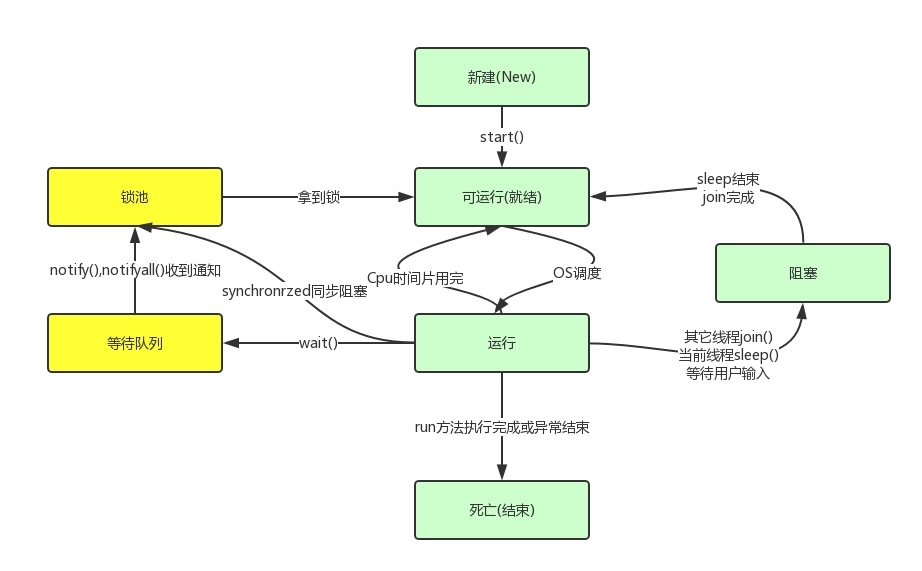 新建(New)
start()
锁池
拿到锁
可运行(就绪)
sleep结束
join完成
阻塞
notify(),notifyall()收到通知
synchronrzed同步阻塞
Cpu时间片用完
OS调度
等待队列
wait()
运行
其它线程join()
当前线程sleep()
等待用户输入
run方法执行完成或异常结束
死亡(结束)